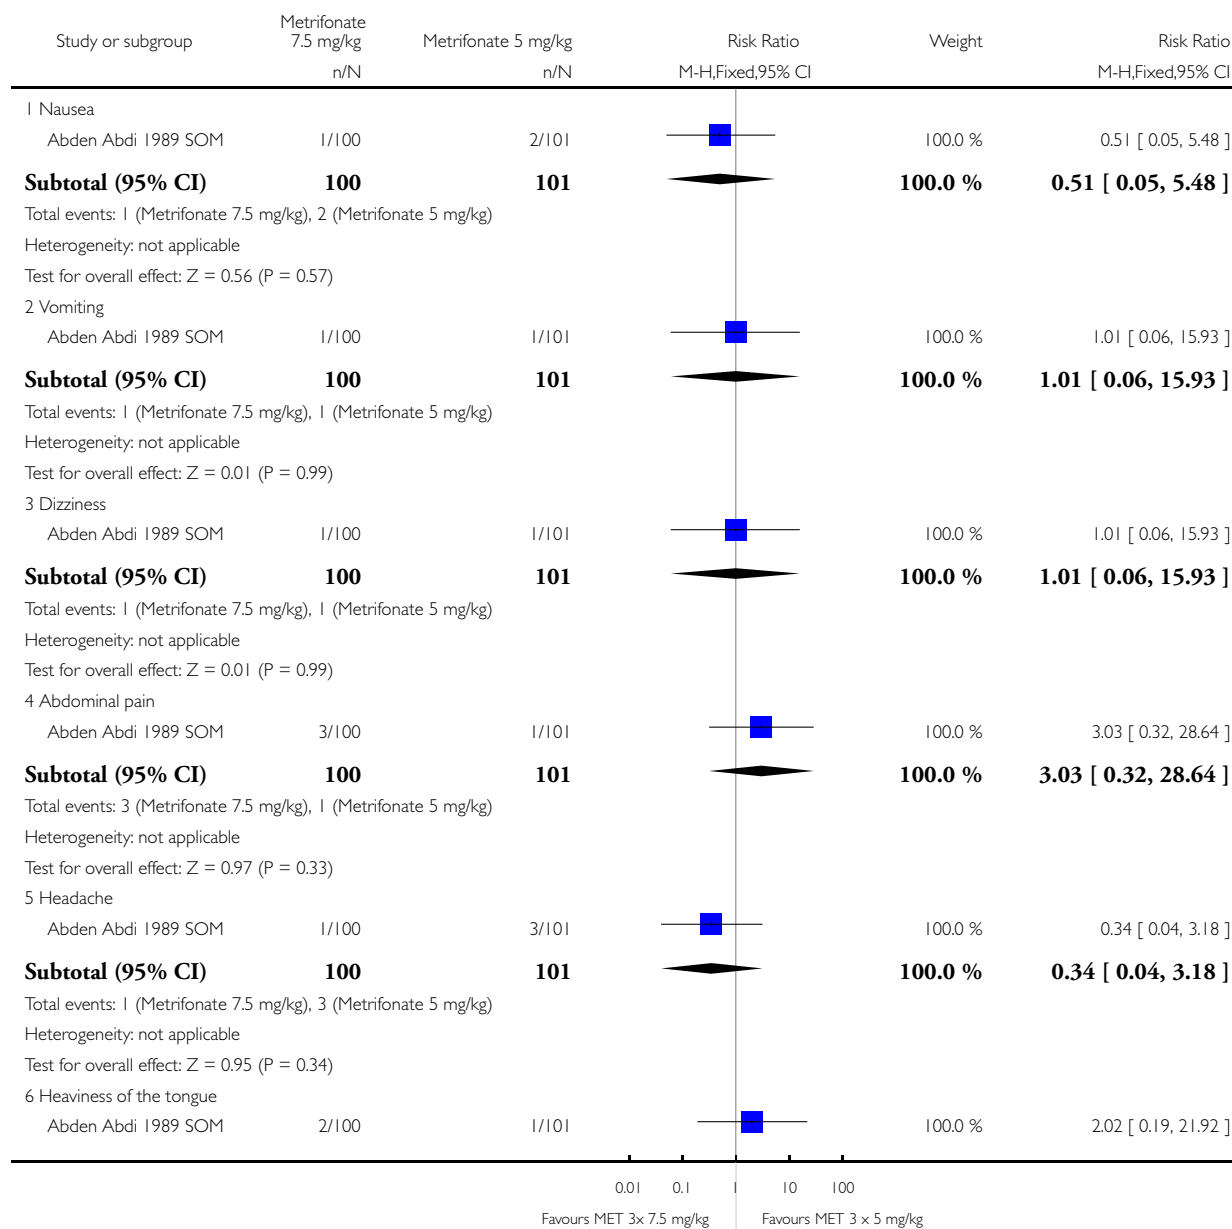 Study or subgroup Metrifonate 7.5 mg/kg Metrifonate 5 mg/kg Risk Ratio Weight Risk Ratio
n/N n/N M-H,Fixed,95% CI M-H,Fixed,95% CI
1 Nausea
Abden Abdi 1989 SOM 1/100 2/101 100.0 % 0.51 [ 0.05, 5.48 ]
Subtotal (95% CI) 100 101 100.0 % 0.51 [ 0.05, 5.48 ]
Total events: 1 (Metrifonate 7.5 mg/kg), 2 (Metrifonate 5 mg/kg)
Heterogeneity: not applicable
Test for overall effect: Z = 0.56 (P = 0.57)
2 Vomiting
Abden Abdi 1989 SOM 1/100 1/101 100.0 % 1.01 [ 0.06, 15.93 ]
Subtotal (95% CI) 100 101 100.0 % 1.01 [ 0.06, 15.93 ]
Total events: 1 (Metrifonate 7.5 mg/kg), 1 (Metrifonate 5 mg/kg)
Heterogeneity: not applicable
Test for overall effect: Z = 0.01 (P = 0.99)
3 Dizziness
Abden Abdi 1989 SOM 1/100 1/101 100.0 % 1.01 [ 0.06, 15.93 ]
Subtotal (95% CI) 100 101 100.0 % 1.01 [ 0.06, 15.93 ]
Total events: 1 (Metrifonate 7.5 mg/kg), 1 (Metrifonate 5 mg/kg)
Heterogeneity: not applicable
Test for overall effect: Z = 0.01 (P = 0.99)
4 Abdominal pain
Abden Abdi 1989 SOM 3/100 1/101 100.0 % 3.03 [ 0.32, 28.64 ]
Subtotal (95% CI) 100 101 100.0 % 3.03 [ 0.32, 28.64 ]
Total events: 3 (Metrifonate 7.5 mg/kg), 1 (Metrifonate 5 mg/kg)
Heterogeneity: not applicable
Test for overall effect: Z = 0.97 (P = 0.33)
5 Headache
Abden Abdi 1989 SOM 1/100 3/101 100.0 % 0.34 [ 0.04, 3.18 ]
Subtotal (95% CI) 100 101 100.0 % 0.34 [ 0.04, 3.18 ]
Total events: 1 (Metrifonate 7.5 mg/kg), 3 (Metrifonate 5 mg/kg)
Heterogeneity: not applicable
Test for overall effect: Z = 0.95 (P = 0.34)
6 Heaviness of the tongue
Abden Abdi 1989 SOM 2/100 1/101 100.0 % 2.02 [ 0.19, 21.92 ]
0.01 0.1 1 10 100
Favours MET 3x 7.5 mg/kg Favours MET 3 x 5 mg/kg